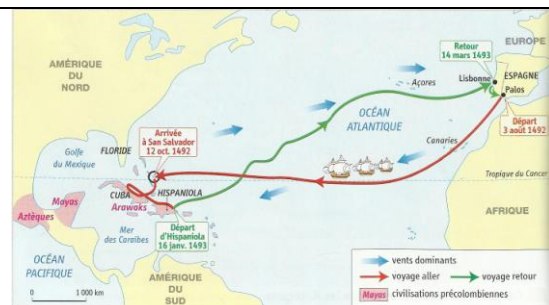 AMÉRIQUE
DU
NORD
EUROPE
Retour
14 mars 1493
Lisbonne
ESPAGNE
Palos
Açores
OCÉAN
ATLANTIQUE
Départ
3 août 1492
Arrivée
à San Salvador
12 oct. 1492
FLORIDE
Golfe
du Mexique
Canaries
Tropique du Cancer
CUBA
HISPANIOLA
Arawaks
Mayas
Aztèques
Départ
d'Hispaniola
16 janv. 1493
Mer
des Caraïbes
AFRIQUE
OCÉAN
PACIFIQUE
AMÉRIQUE
DU
SUD
0 1 000 km
vents dominants
voyage aller
voyage retour
Mayas civilisations précolombiennes